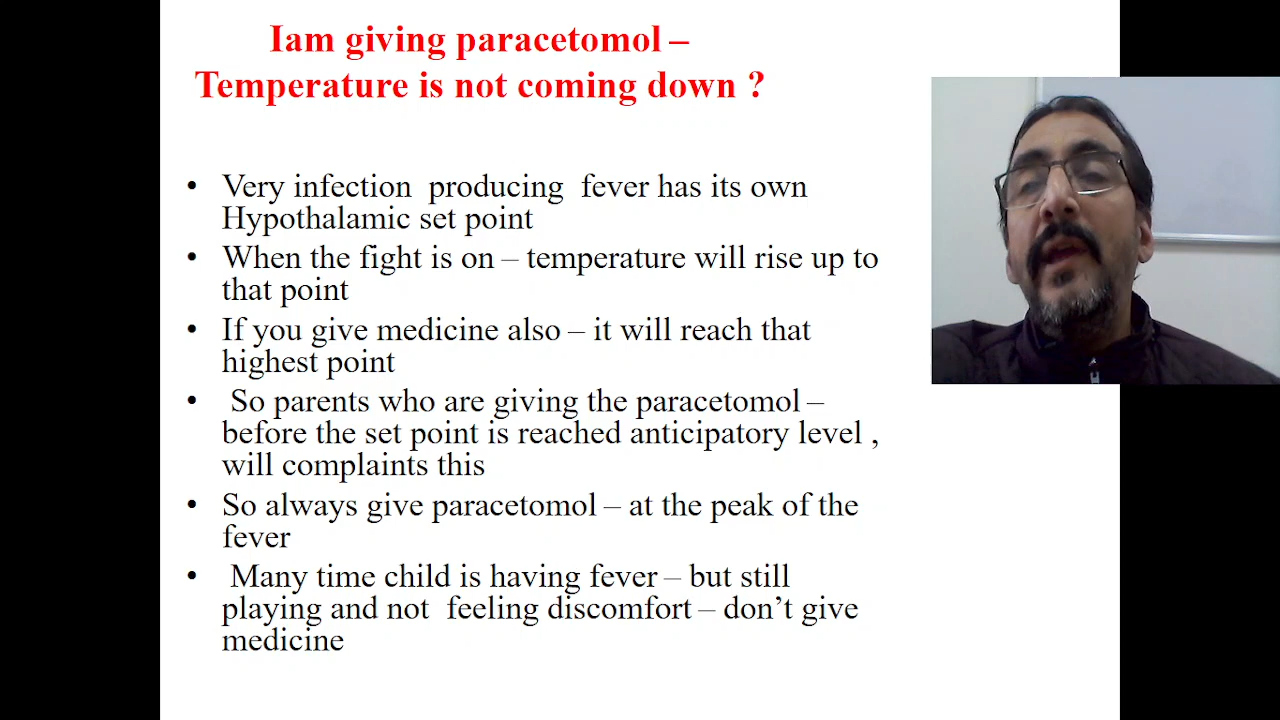 Iam giving paracetomol –
Temperature is not coming down ?
• Very infection producing fever has its own
Hypothalamic set point
• When the fight is on – temperature will rise up to
that point
• If you give medicine also – it will reach that
highest point
• So parents who are giving the paracetomol –
before the set point is reached anticipatory level ,
will complaints this
• So always give paracetomol – at the peak of the
fever
• Many time child is having fever – but still
playing and not feeling discomfort – don’t give
medicine